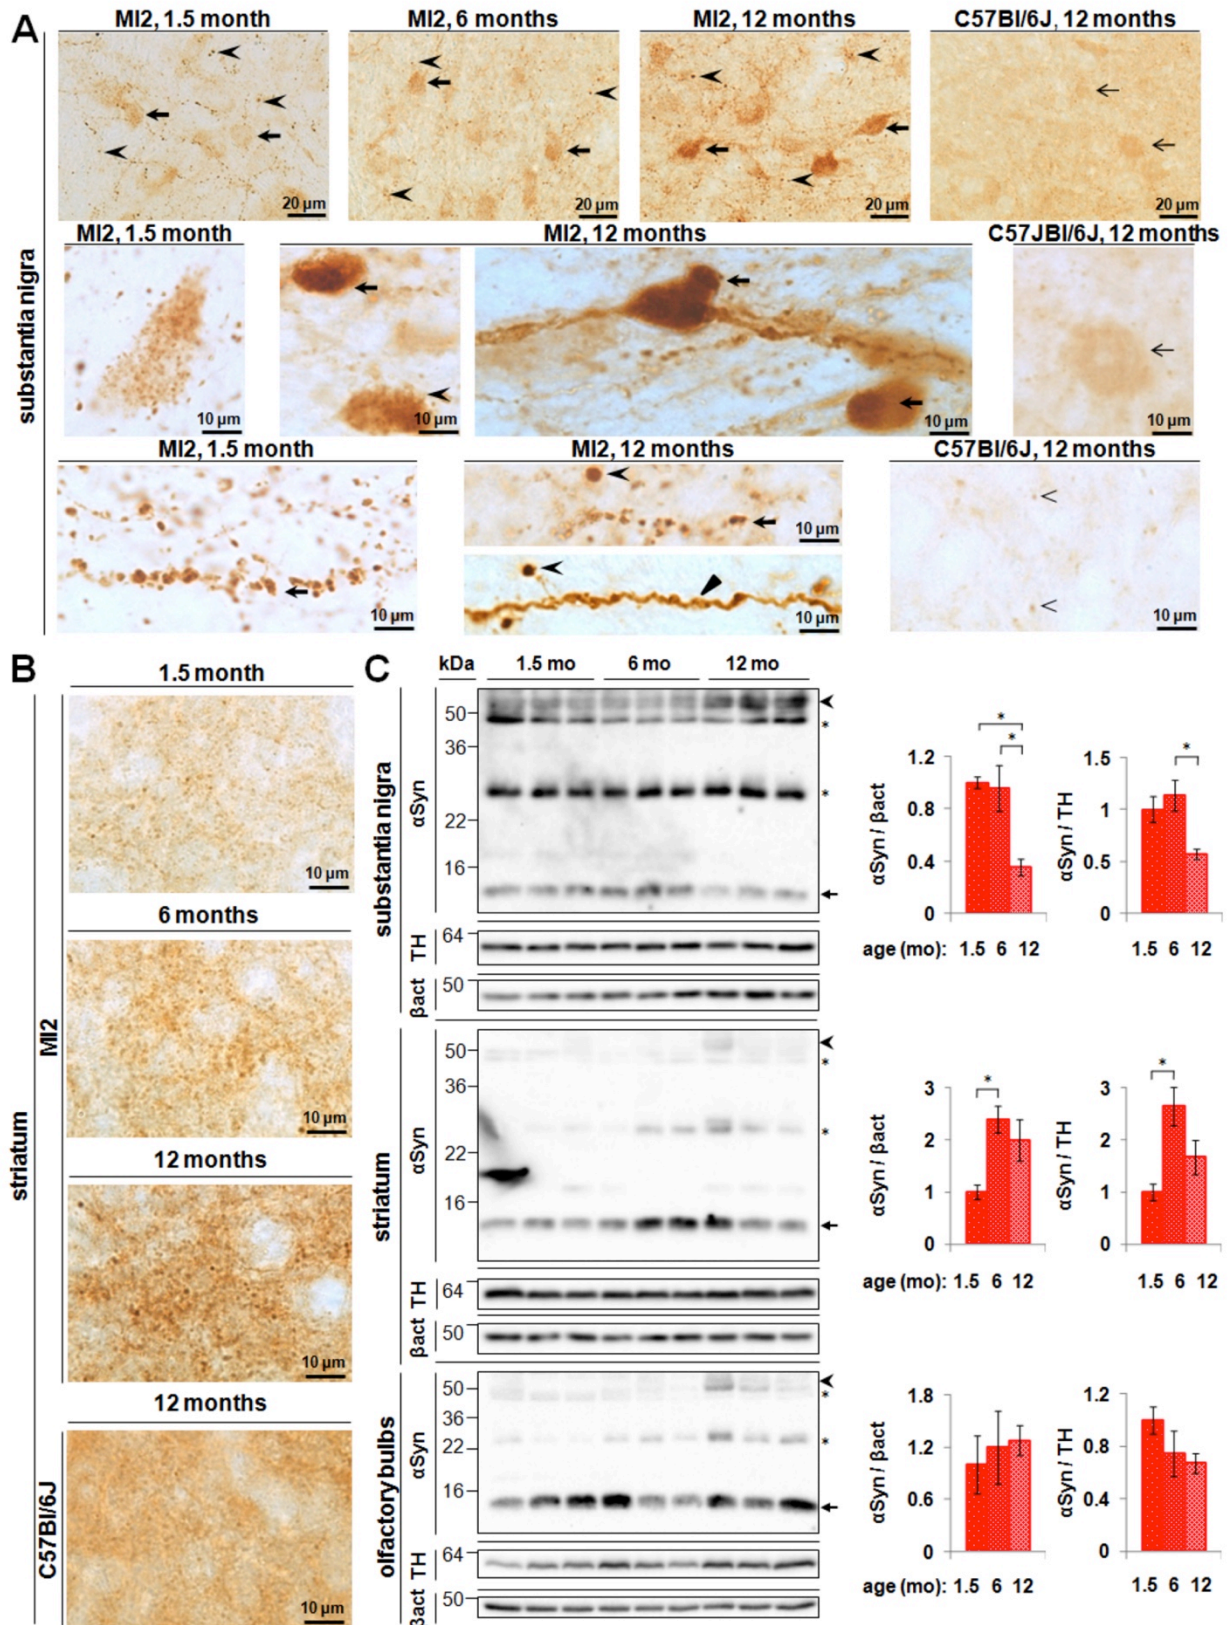 A
MI2, 1.5 month
MI2, 6 months
MI2, 12 months
C57Bl/6J, 12 months
20 µm
20 µm
20 µm
20 µm
substantia nigra
MI2, 1.5 month
MI2, 12 months
C57JBl/6J, 12 months
10 µm
10 µm
10 µm
10 µm
MI2, 1.5 month
MI2, 12 months
C57Bl/6J, 12 months
10 µm
10 µm
10 µm
10 µm
B
1.5 month
10 µm
6 months
10 µm
12 months
10 µm
12 months
10 µm
striatum
MI2
C57Bl/6J
C
kDa 1.5 mo 6 mo 12 mo
substantia nigra
αSyn
50
36
22
16
*
*
TH
64
βact
50
* *
1.2
0.8
0.4
0
αSyn / βact
*
1.5
1
0.5
0
αSyn / TH
age (mo): 1.5 6 12
1.5 6 12
striatum
αSyn
50
36
22
16
*
*
TH
64
βact
50
*
3
2
1
0
αSyn / βact
*
3
2
1
0
αSyn / TH
age (mo): 1.5 6 12
1.5 6 12
olfactory bulbs
αSyn
50
36
22
16
*
*
TH
64
βact
50
1.8
1.2
0.6
0
αSyn / βact
1.2
0.8
0.4
0
αSyn / TH
age (mo): 1.5 6 12
1.5 6 12